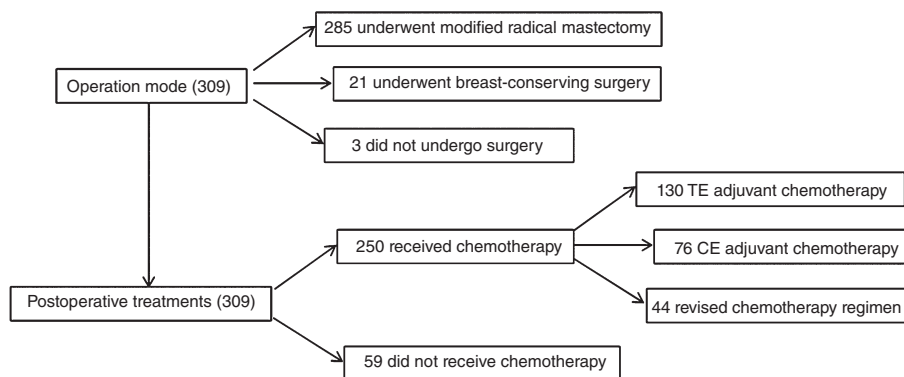 285 underwent modified radical mastectomy
Operation mode (309)
21 underwent breast-conserving surgery
3 did not undergo surgery
130 TE adjuvant chemotherapy
250 received chemotherapy
76 CE adjuvant chemotherapy
Postoperative treatments (309)
44 revised chemotherapy regimen
59 did not receive chemotherapy